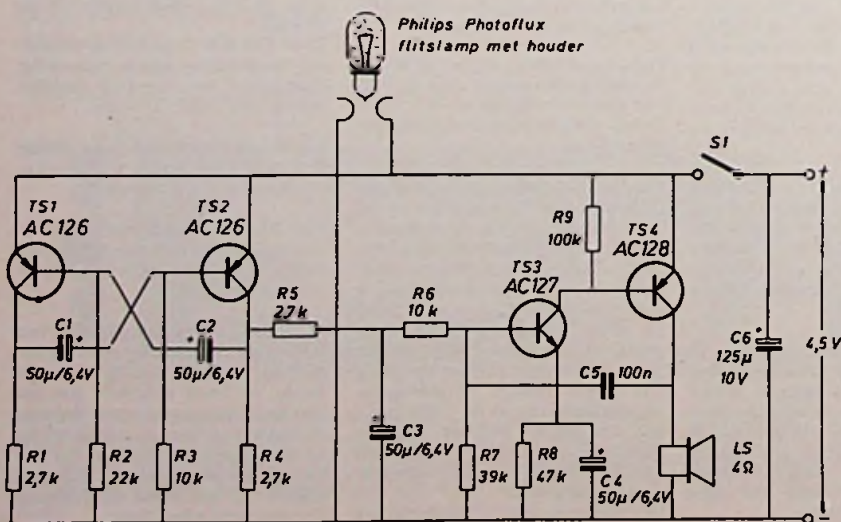 Philips Photoflux
flitslamp met houder
S1
+
TS1
AC126
TS2
AC126
R9
100k
TS4
AC128
TS3
AC127
R5
2,7k
R6
10k
C1
+
50µ/6,4V
C2
+
50µ/6,4V
C5
100n
C6
+
125µ
10V
4,5V
C3
+
50µ/6,4V
R1
2,7k
R2
22k
R3
10k
R4
2,7k
R7
39k
R8
47k
C4
+
50µ/6,4V
LS
4Ω
–